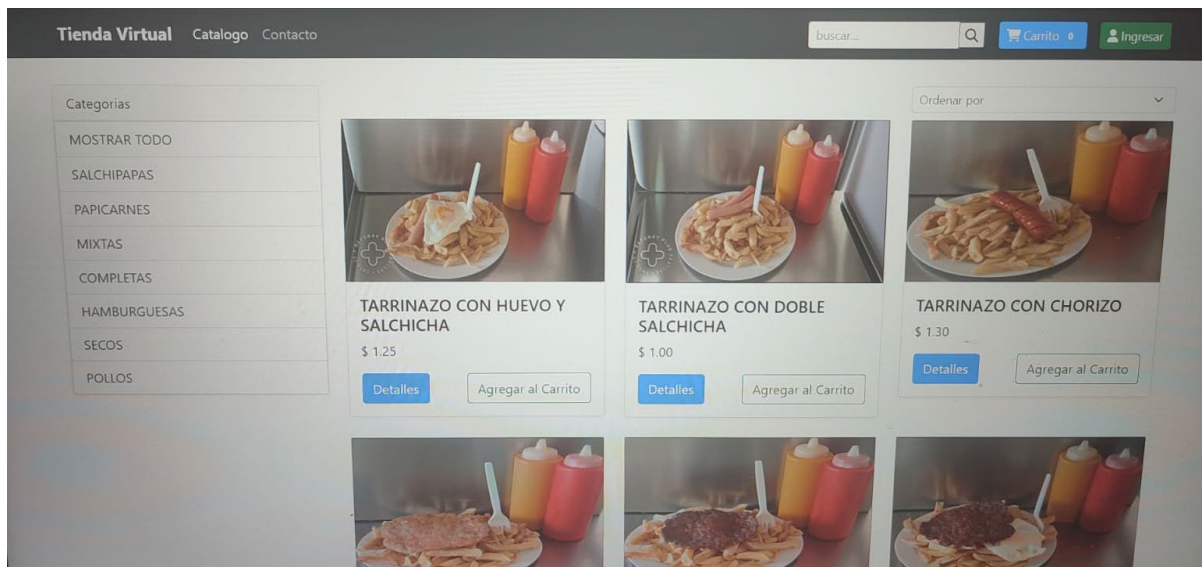 Tienda Virtual Catalogo Contacto
buscar...
Carrito 0
Ingresar
Categorias
MOSTRAR TODO
SALCHIPAPAS
PAPICARNES
MIXTAS
COMPLETAS
HAMBURGUESAS
SECOS
POLLOS
Ordenar por
TARRINAZO CON HUEVO Y
SALCHICHA
$ 1.25
Detalles Agregar al Carrito
TARRINAZO CON DOBLE
SALCHICHA
$ 1.00
Detalles Agregar al Carrito
TARRINAZO CON CHORIZO
$ 1.30
Detalles Agregar al Carrito